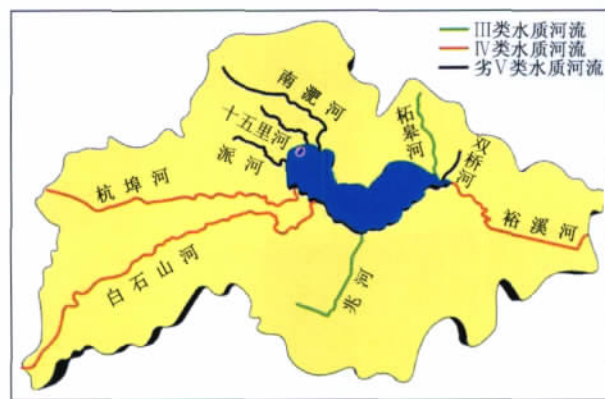 III类水质河流
IV类水质河流
劣V类水质河流
南淝河
十五里河
派河
杭埠河
白石山河
柘皋河
双桥河
裕溪河
兆河